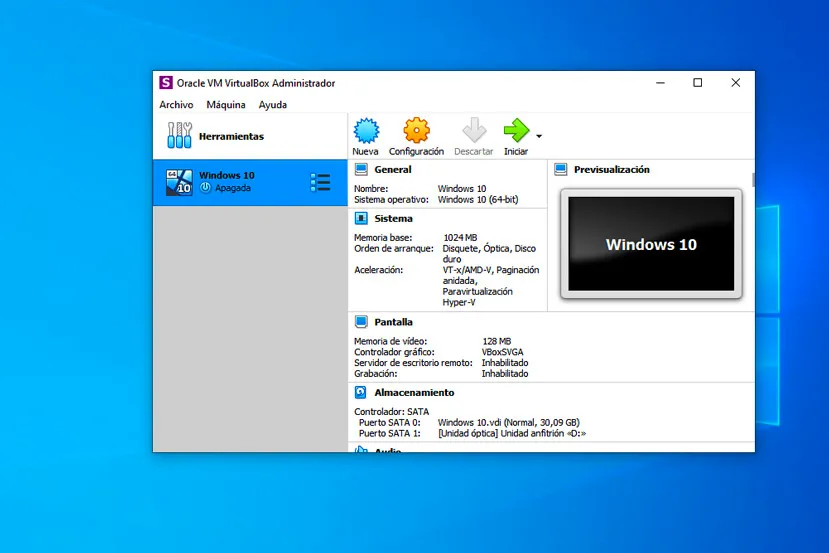 S Oracle VM VirtualBox Administrador
Archivo Máquina Ayuda
Herramientas
Nueva Configuración Descartar Iniciar
64 10 Windows 10
Apagada
General
Nombre: Windows 10
Sistema operativo: Windows 10 (64-bit)
Sistema
Memoria base: 1024 MB
Orden de arranque: Disquete, Óptica, Disco
duro
Aceleración: VT-x/AMD-V, Paginación
anidada,
Paravirtualización
Hyper-V
Previsualización
Windows 10
Pantalla
Memoria de vídeo: 128 MB
Controlador gráfico: VBoxSVGA
Servidor de escritorio remoto: Inhabilitado
Grabación: Inhabilitado
Almacenamiento
Controlador: SATA
Puerto SATA 0: Windows 10.vdi (Normal, 30,09 GB)
Puerto SATA 1: [Unidad óptica] Unidad anfitrión «D:»
Audio